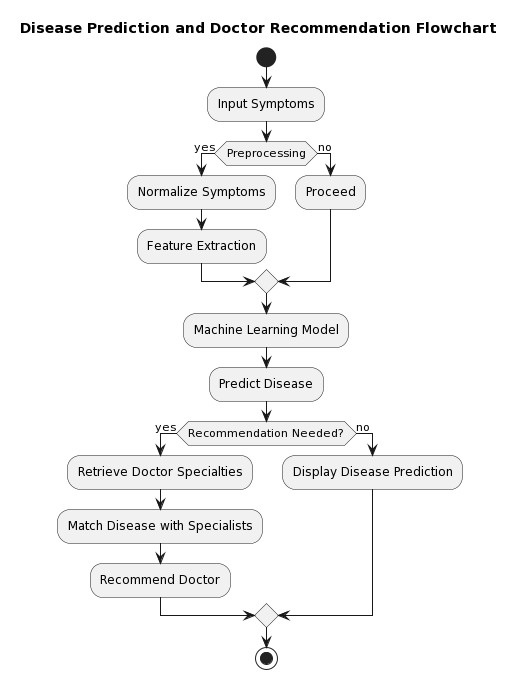 Disease Prediction and Doctor Recommendation Flowchart
Input Symptoms
yes
Preprocessing
no
Normalize Symptoms
Proceed
Feature Extraction
Machine Learning Model
Predict Disease
yes
Recommendation Needed?
no
Retrieve Doctor Specialties
Display Disease Prediction
Match Disease with Specialists
Recommend Doctor